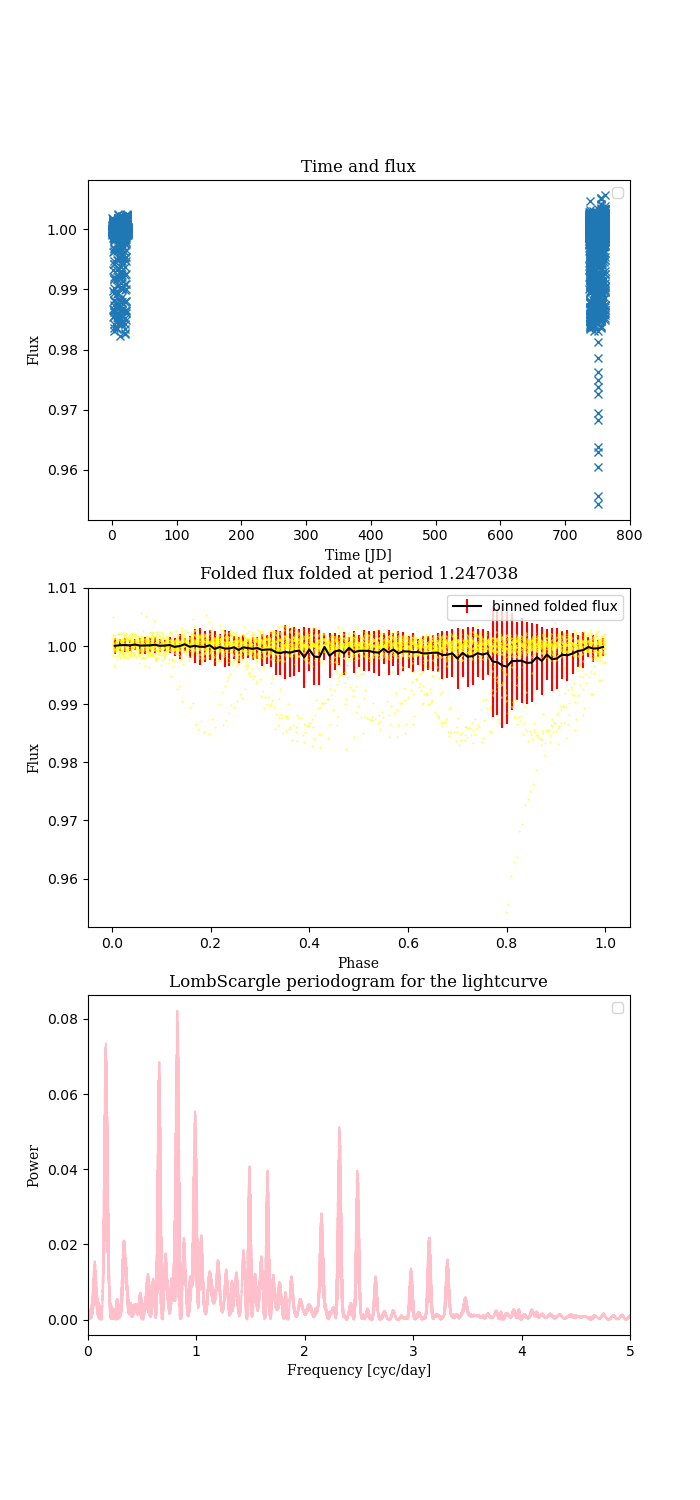 Time and flux
1.00
0.99
0.98
0.97
0.96
Flux
0 100 200 300 400 500 600 700 800
Time [JD]
Folded flux folded at period 1.247038
binned folded flux
1.01
1.00
0.99
0.98
0.97
0.96
Flux
0.0 0.2 0.4 0.6 0.8 1.0
Phase
LombScargle periodogram for the lightcurve
0.08
0.06
0.04
0.02
0.00
Power
0 1 2 3 4 5
Frequency [cyc/day]